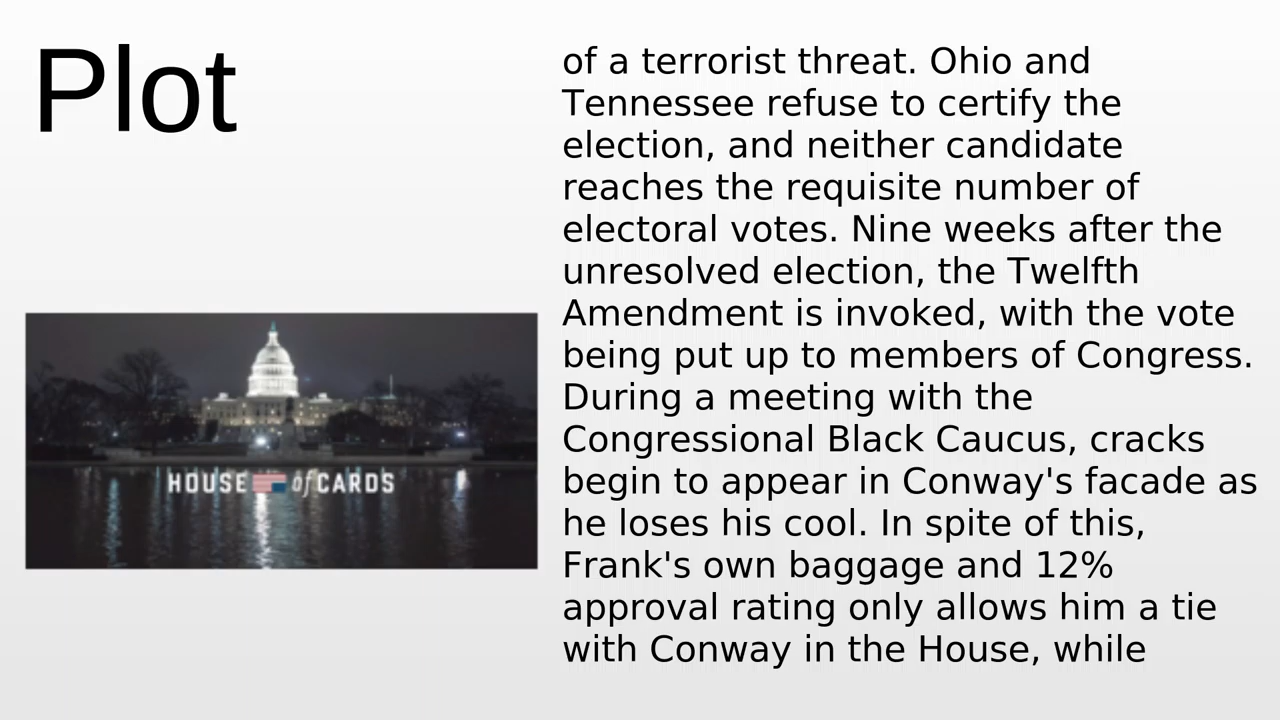 Plot
of a terrorist threat. Ohio and
Tennessee refuse to certify the
election, and neither candidate
reaches the requisite number of
electoral votes. Nine weeks after the
unresolved election, the Twelfth
Amendment is invoked, with the vote
being put up to members of Congress.
During a meeting with the
Congressional Black Caucus, cracks
begin to appear in Conway's facade as
he loses his cool. In spite of this,
Frank's own baggage and 12%
approval rating only allows him a tie
with Conway in the House, while
HOUSE of CARDS